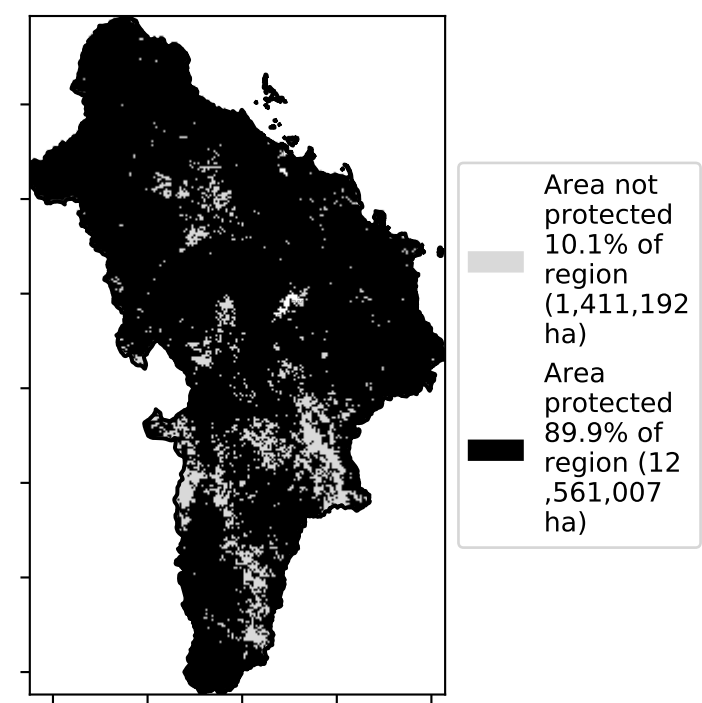 Area not
protected
10.1% of
region
(1,411,192
ha)
Area
protected
89.9% of
region (12
,561,007
ha)